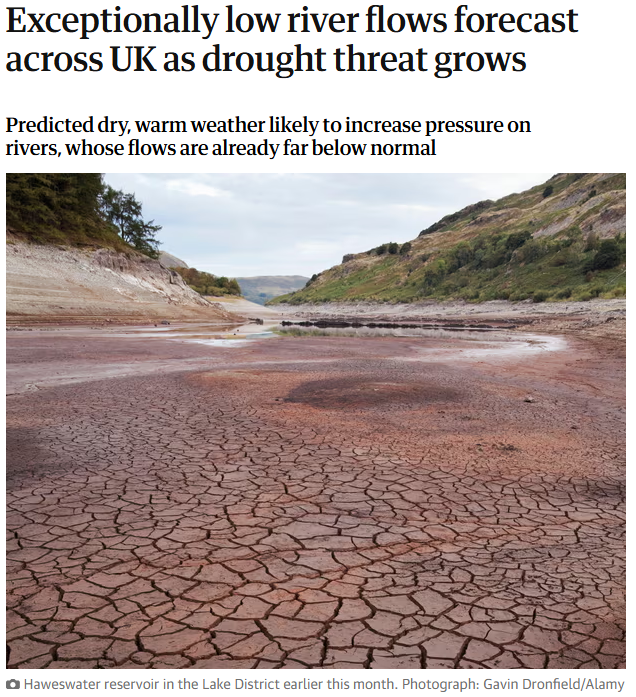 Exceptionally low river flows forecast
across UK as drought threat grows
Predicted dry, warm weather likely to increase pressure on
rivers, whose flows are already far below normal
Haweswater reservoir in the Lake District earlier this month. Photograph: Gavin Dronfield/Alamy